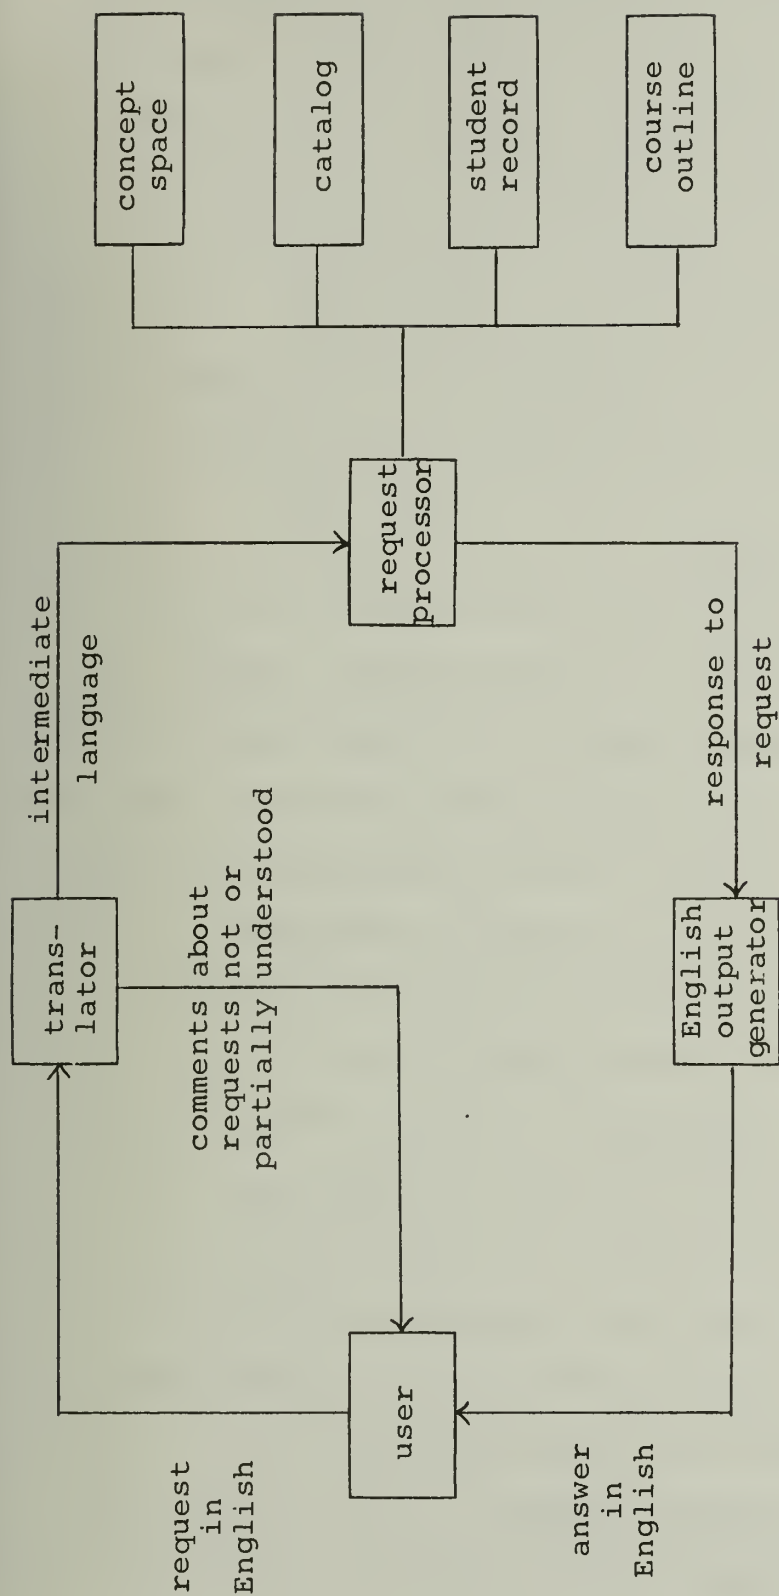 request
in
English
trans-
lator
intermediate
language
comments about
requests not or
partially understood
user
request
processor
concept
space
catalog
student
record
course
outline
answer
in
English
English
output
generator
response to
request